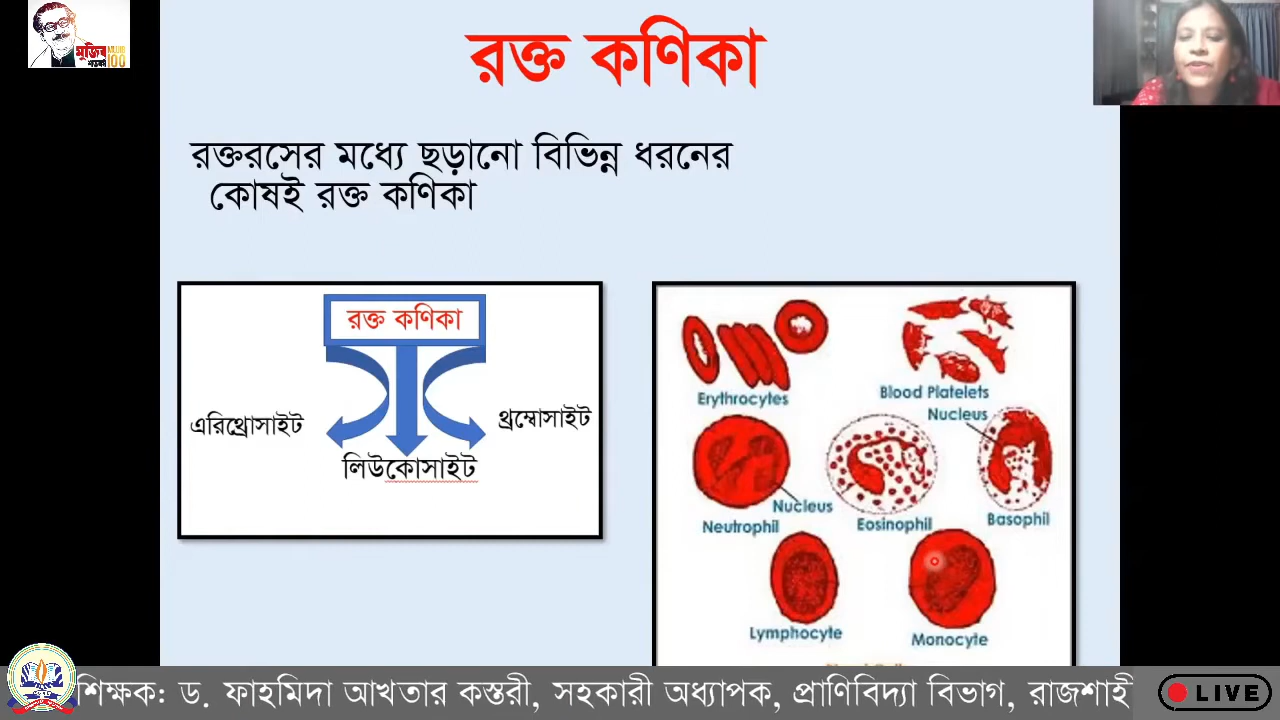 মুজিব
শতবর্ষ
100
রক্ত কণিকা
রক্তরসের মধ্যে ছড়ানো বিভিন্ন ধরনের
কোষই রক্ত কণিকা
রক্ত কণিকা
এরিথ্রোসাইট
থ্রম্বোসাইট
লিউকোসাইট
Erythrocytes
Blood Platelets
Nucleus
Nucleus
Neutrophil
Eosinophil
Basophil
Lymphocyte
Monocyte
শিক্ষক: ড. ফাহমিদা আখতার কস্তরী, সহকারী অধ্যাপক, প্রাণিবিদ্যা বিভাগ, রাজশাহী
LIVE